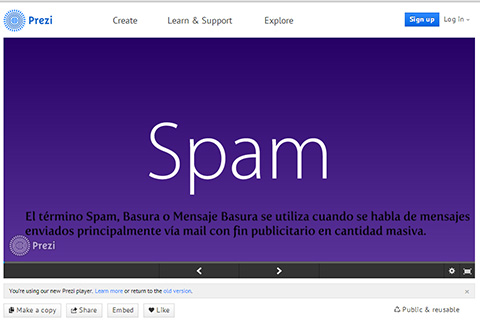 Prezi
Create
Learn & Support
Explore
Sign up
Log in
Spam
El término Spam, Basura o Mensaje Basura se utiliza cuando se habla de mensajes
enviados principalmente vía mail con fin publicitario en cantidad masiva.
Prezi
You're using our new Prezi player. Learn more or return to the old version.
Make a copy
Share
Embed
Like
Public & reusable